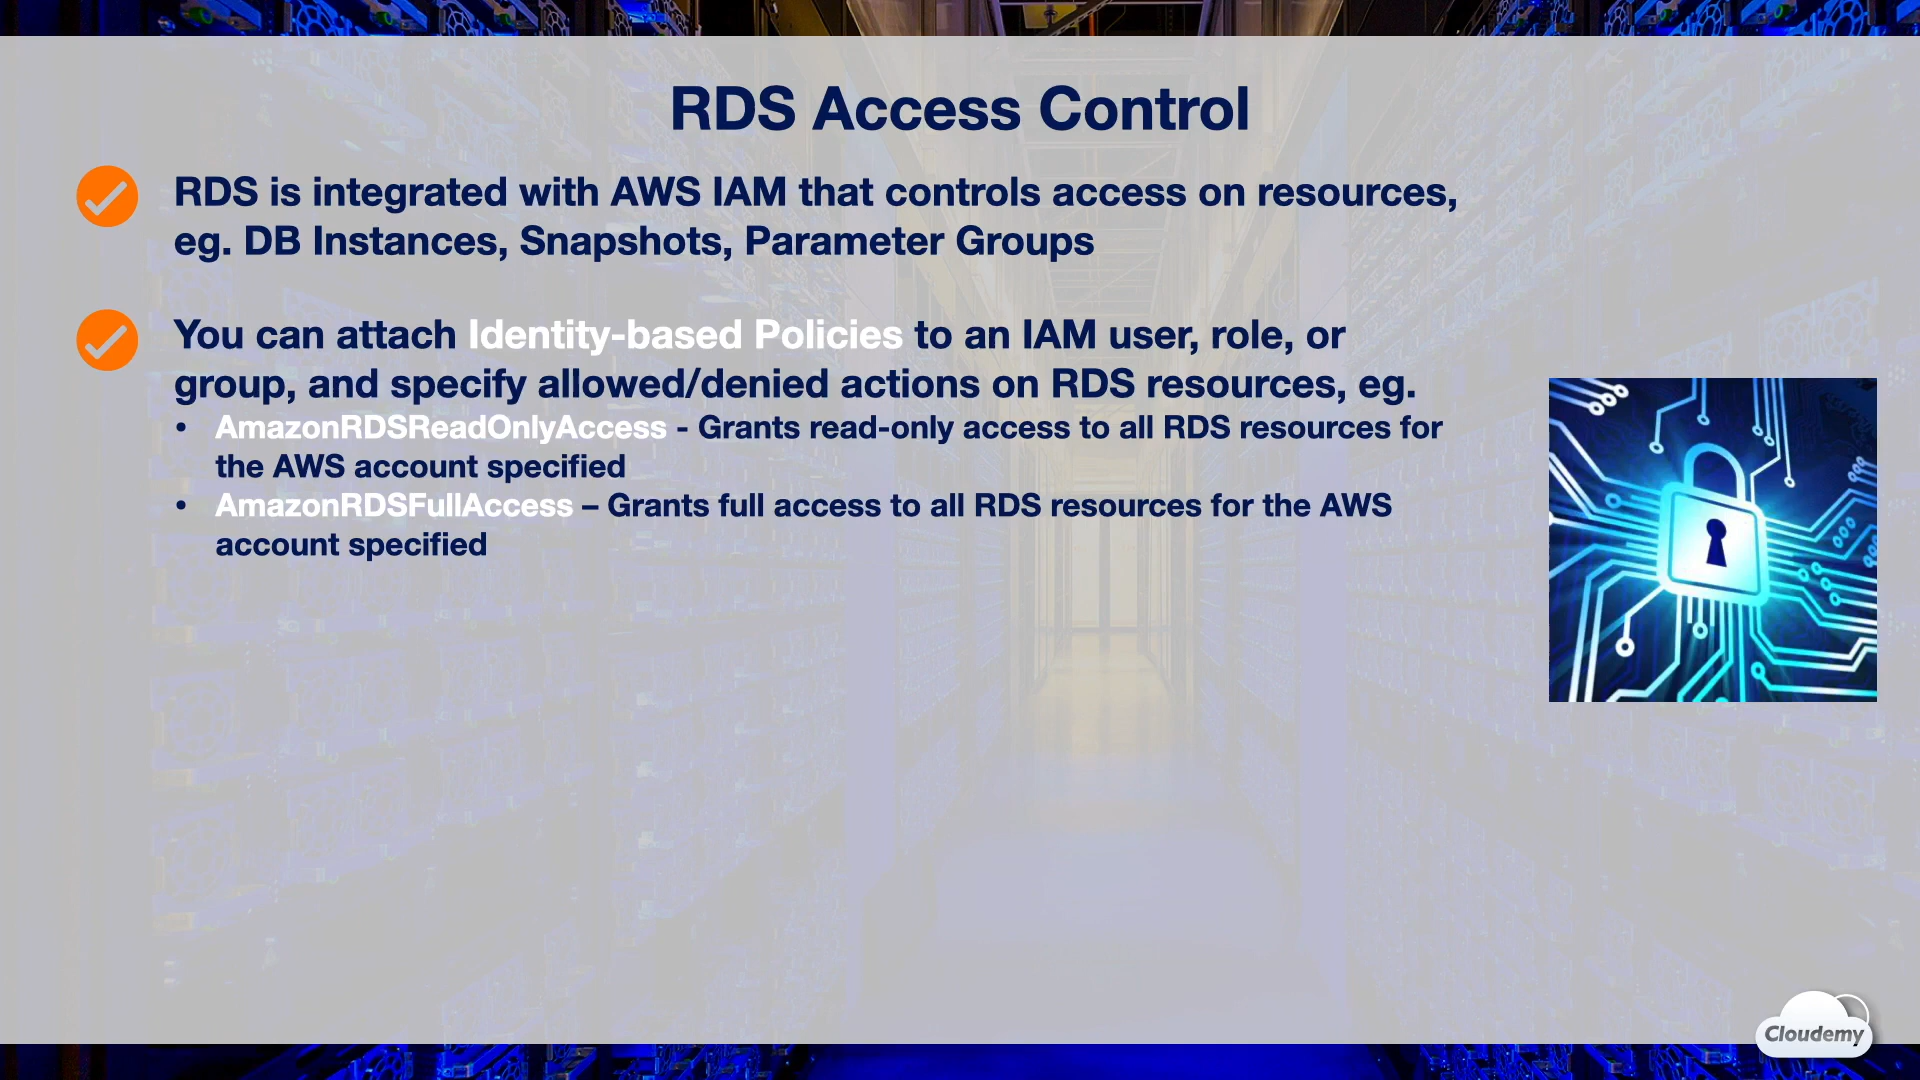 RDS Access Control
RDS is integrated with AWS IAM that controls access on resources,
eg. DB Instances, Snapshots, Parameter Groups
You can attach Identity-based Policies to an IAM user, role, or
group, and specify allowed/denied actions on RDS resources, eg.
• AmazonRDSReadOnlyAccess - Grants read-only access to all RDS resources for
the AWS account specified
• AmazonRDSFullAccess – Grants full access to all RDS resources for the AWS
account specified
Cloudemy